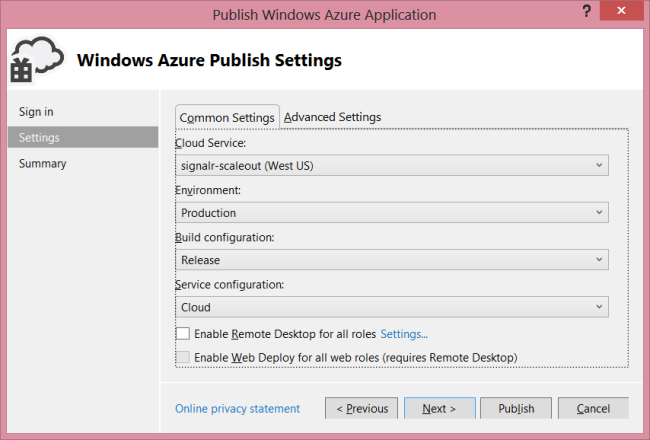 Publish Windows Azure Application
? x
Windows Azure Publish Settings
Sign in
Settings
Summary
Common Settings Advanced Settings
Cloud Service:
signalr-scaleout (West US)
Environment:
Production
Build configuration:
Release
Service configuration:
Cloud
Enable Remote Desktop for all roles Settings...
Enable Web Deploy for all web roles (requires Remote Desktop)
Online privacy statement
< Previous
Next >
Publish
Cancel